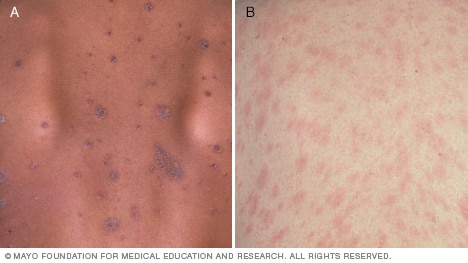 A
B
© MAYO FOUNDATION FOR MEDICAL EDUCATION AND RESEARCH. ALL RIGHTS RESERVED.